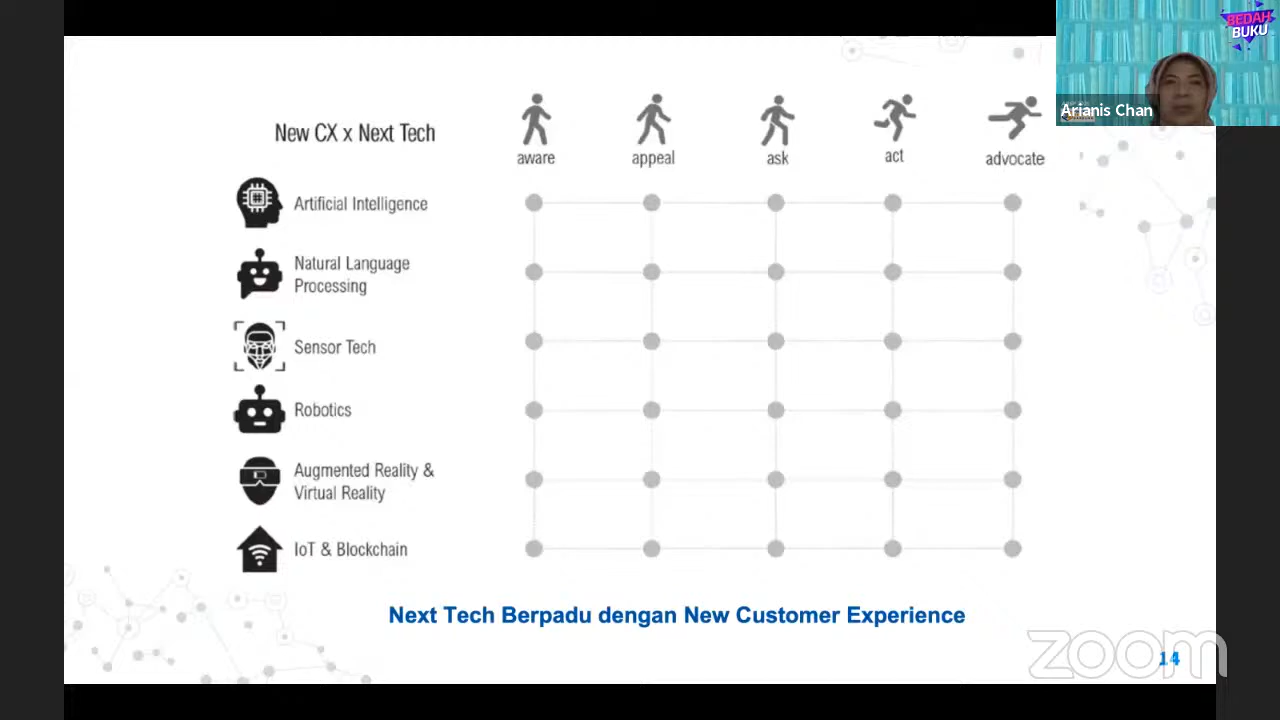 BEDAH
BUKU
Arianis Chan
New CX x Next Tech
aware
appeal
ask
act
advocate
Artificial Intelligence
Natural Language
Processing
Sensor Tech
Robotics
Augmented Reality &
Virtual Reality
IoT & Blockchain
Next Tech Berpadu dengan New Customer Experience
zoom
14